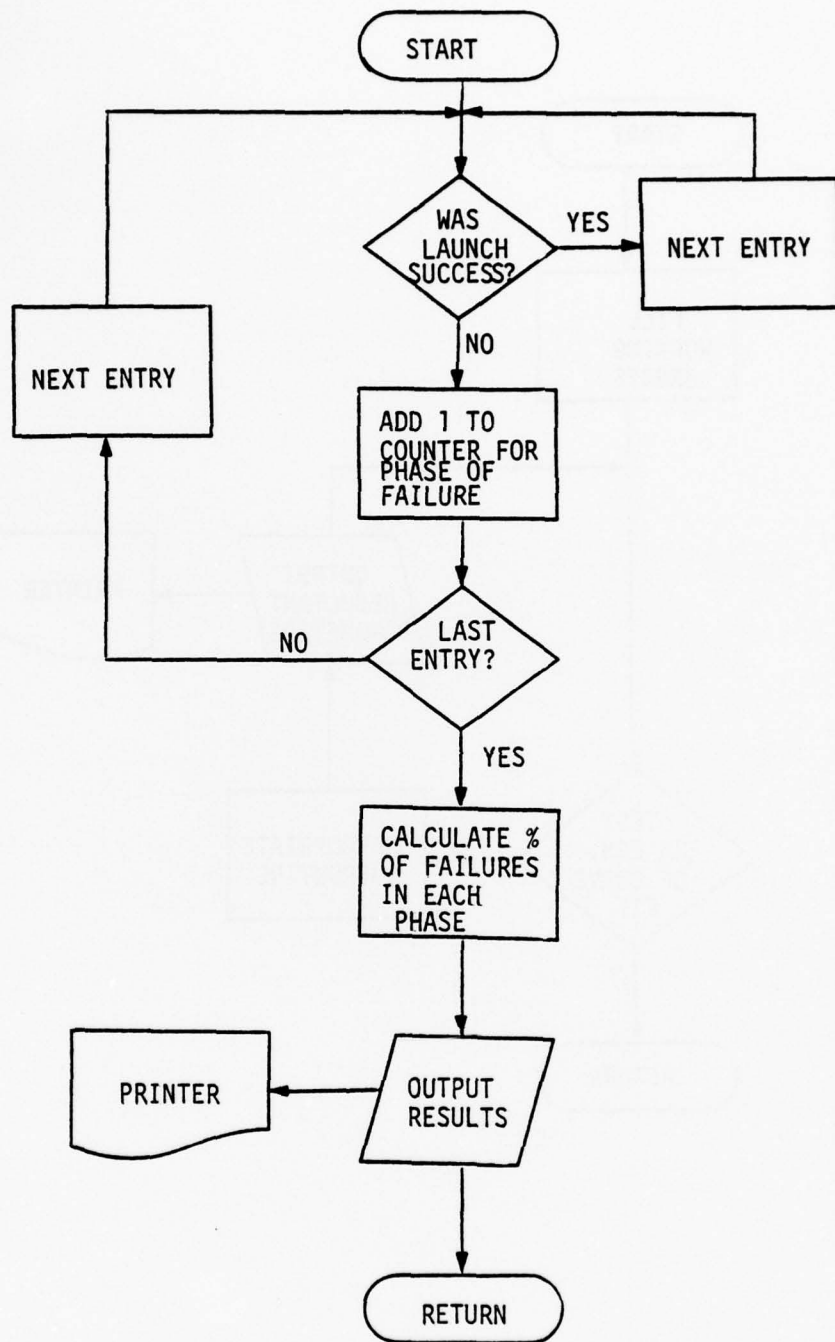 START
WAS
LAUNCH
SUCCESS?
YES
NEXT ENTRY
NO
NEXT ENTRY
ADD 1 TO
COUNTER FOR
PHASE OF
FAILURE
LAST
ENTRY?
NO
YES
CALCULATE %
OF FAILURES
IN EACH
PHASE
OUTPUT
RESULTS
PRINTER
RETURN